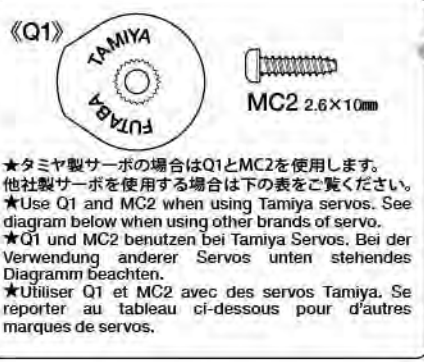 《Q1》
TAMIYA
FUTABA
MC2 2.6×10mm
★タミヤ製サーボの場合はQ1とMC2を使用します。
他社製サーボを使用する場合は下の表をご覧ください。
★Use Q1 and MC2 when using Tamiya servos. See
diagram below when using other brands of servo.
★Q1 und MC2 benutzen bei Tamiya Servos. Bei der
Verwendung anderer Servos unten stehendes
Diagramm beachten.
★Utiliser Q1 et MC2 avec des servos Tamiya. Se
reporter au tableau ci-dessous pour d'autres
marques de servos.